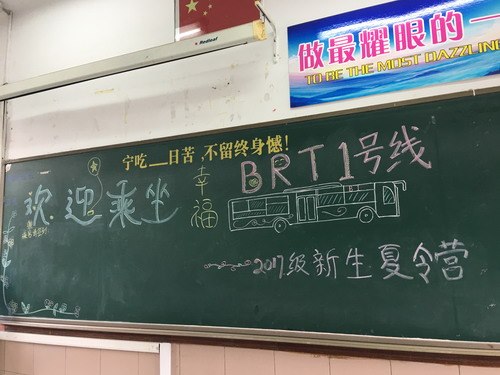 Redleaf
做最耀眼的一
TO BE THE MOST DAZZLIN
宁吃__日苦,不留终身憾!
欢迎乘坐
幸福
BRT1号线
2017级新生夏令营